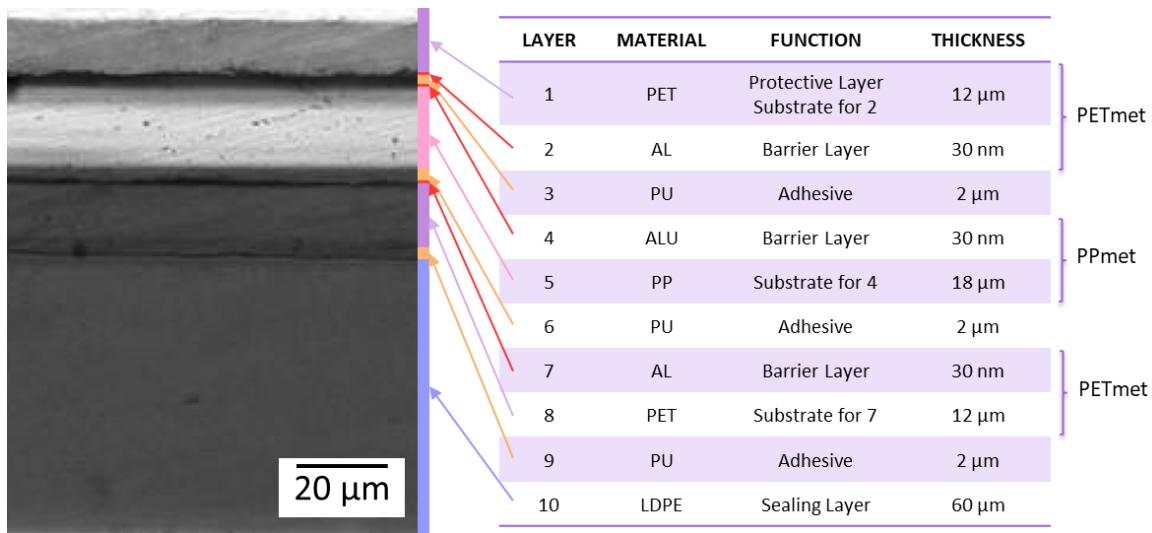 LAYER MATERIAL FUNCTION THICKNESS
1 PET Protective Layer Substrate for 2 12 µm
PETmet
2 AL Barrier Layer 30 nm
3 PU Adhesive 2 µm
4 ALU Barrier Layer 30 nm
PPmet
5 PP Substrate for 4 18 µm
6 PU Adhesive 2 µm
7 AL Barrier Layer 30 nm
PETmet
8 PET Substrate for 7 12 µm
9 PU Adhesive 2 µm
10 LDPE Sealing Layer 60 µm
20 µm